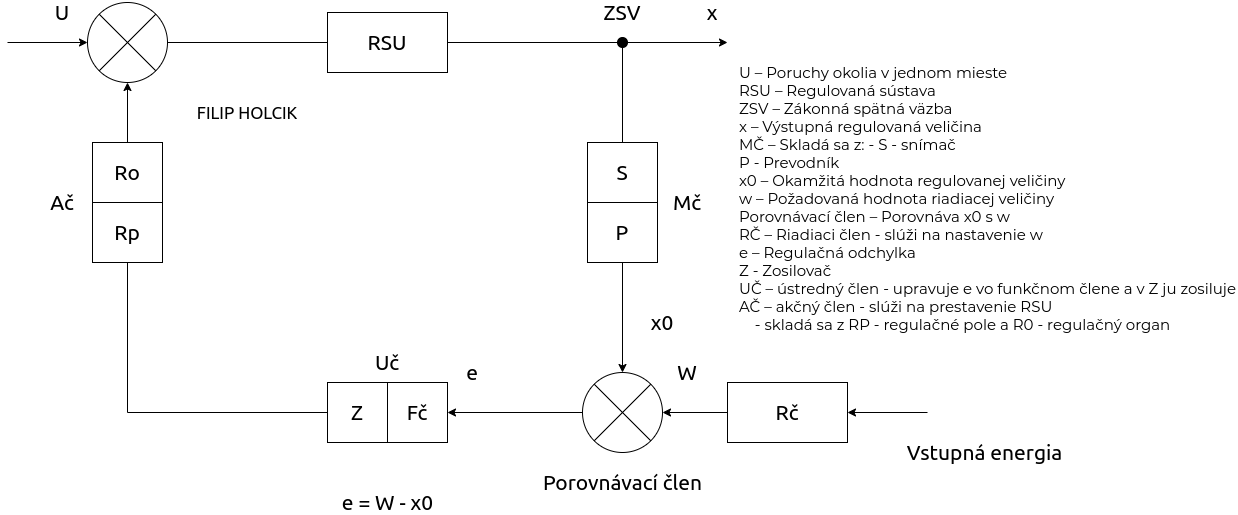 U
ZSV
x
RSU
U – Poruchy okolia v jednom mieste
RSU – Regulovaná sústava
ZSV – Zákonná spätná väzba
x – Výstupná regulovaná veličina
MČ – Skladá sa z: - S - snímač
P - Prevodník
x0 – Okamžitá hodnota regulovanej veličiny
w – Požadovaná hodnota riadiacej veličiny
Porovnávací člen – Porovnáva x0 s w
RČ – Riadiaci člen - slúži na nastavenie w
e – Regulačná odchylka
Z - Zosilovač
UČ – ústredný člen - upravuje e vo funkčnom člene a v Z ju zosiluje
AČ – akčný člen - slúži na prestavenie RSU
- skladá sa z RP - regulačné pole a R0 - regulačný organ
FILIP HOLCIK
Ro
Ač
Rp
S
Mč
P
x0
Uč
e
W
Z
Fč
Rč
Vstupná energia
Porovnávací člen
e = W - x0